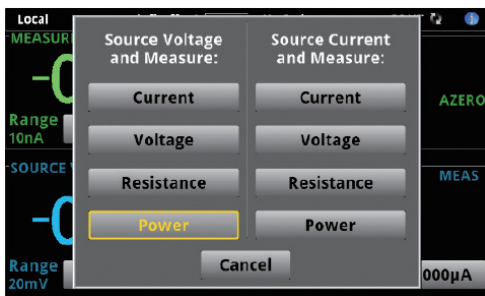 Local
MEASUR
Source Voltage
and Measure:
Source Current
and Measure:
Current
Current
AZERO
Range
10nA
Voltage
Voltage
SOURCE
Resistance
Resistance
MEAS
Power
Power
Cancel
Range
20mV
000µA